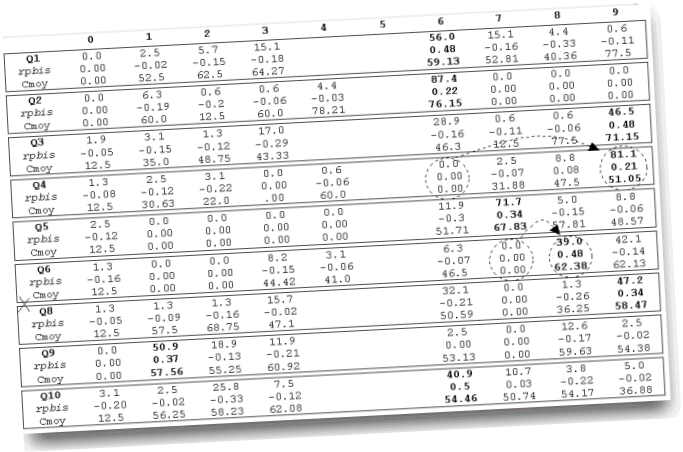 0 1 2 3 4 5 6 7 8 9
Q1 0.0 2.5 5.7 15.1 56.0 15.1 4.4 0.6
rpbis 0.00 -0.02 -0.15 -0.18 0.48 -0.16 -0.33 -0.11
Cmoy 0.00 52.5 62.5 64.27 59.13 52.81 40.36 77.5
Q2 0.0 6.3 0.6 0.6 4.4 87.4 0.0 0.0 0.0
rpbis 0.00 -0.19 -0.2 -0.06 -0.03 0.22 0.00 0.00 0.00
Cmoy 0.00 60.0 12.5 60.0 78.21 76.15 0.00 0.00 0.00
Q3 1.9 3.1 1.3 17.0 28.9 0.6 0.6 46.5
rpbis -0.05 -0.15 -0.12 -0.29 -0.16 -0.11 -0.06 0.48
Cmoy 12.5 35.0 48.75 43.33 46.3 12.5 77.5 71.15
Q4 1.3 2.5 3.1 0.0 0.6 0.0 2.5 8.8 81.1
rpbis -0.08 -0.12 -0.22 0.00 -0.06 0.00 -0.07 0.08 0.21
Cmoy 12.5 30.63 22.0 .00 60.0 0.00 31.88 47.5 51.05
Q5 2.5 0.0 0.0 0.0 0.0 11.9 71.7 5.0 8.8
rpbis -0.12 0.00 0.00 0.00 0.00 -0.3 0.34 -0.15 -0.06
Cmoy 12.5 0.00 0.00 0.00 0.00 51.71 67.83 57.81 48.57
Q6 1.3 0.0 0.0 8.2 3.1 6.3 0.0 39.0 42.1
rpbis -0.16 0.00 0.00 -0.15 -0.06 -0.07 0.00 0.48 -0.14
Cmoy 12.5 0.00 0.00 44.42 41.0 46.5 0.00 62.38 62.13
Q8 1.3 1.3 1.3 15.7 32.1 0.0 1.3 47.2
rpbis -0.05 -0.09 -0.16 -0.02 -0.21 0.00 -0.26 0.34
Cmoy 12.5 57.5 68.75 47.1 50.59 0.00 36.25 58.47
Q9 0.0 50.9 18.9 11.9 2.5 0.0 12.6 2.5
rpbis 0.00 0.37 -0.13 -0.21 0.00 0.00 -0.17 -0.02
Cmoy 0.00 57.56 55.25 60.92 53.13 0.00 59.63 54.38
Q10 3.1 2.5 25.8 7.5 40.9 10.7 3.8 5.0
rpbis -0.20 -0.02 -0.33 -0.12 0.5 0.03 -0.22 -0.02
Cmoy 12.5 56.25 58.23 62.08 54.46 50.74 54.17 36.88